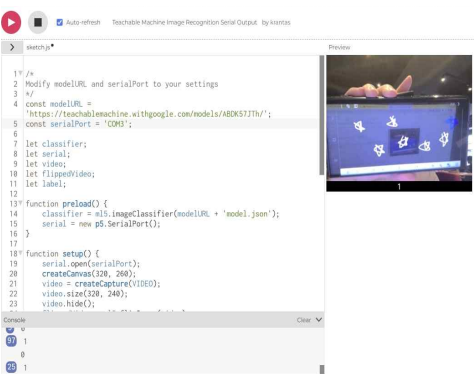 Auto-refresh Teachable Machine Image Recognition Serial Output by kvantas
sketch.js
Preview
1 /*
2 Modify modelURL and serialPort to your settings
3 */
4 const modelURL =
'https://teachablemachine.withgoogle.com/models/ABDK57JTh/';
5 const serialPort = 'COM3';
6
7 let classifier;
8 let serial;
9 let video;
10 let flippedVideo;
11 let label;
12
13 function preload() {
14 classifier = ml5.imageClassifier(modelURL + 'model.json');
15 serial = new p5.SerialPort();
16 }
17
18 function setup() {
19 serial.open(serialPort);
20 createCanvas(320, 260);
21 video = createCapture(VIDEO);
22 video.size(320, 240);
23 video.hide();
1
Console
Clear
0
97 1
0
25 1